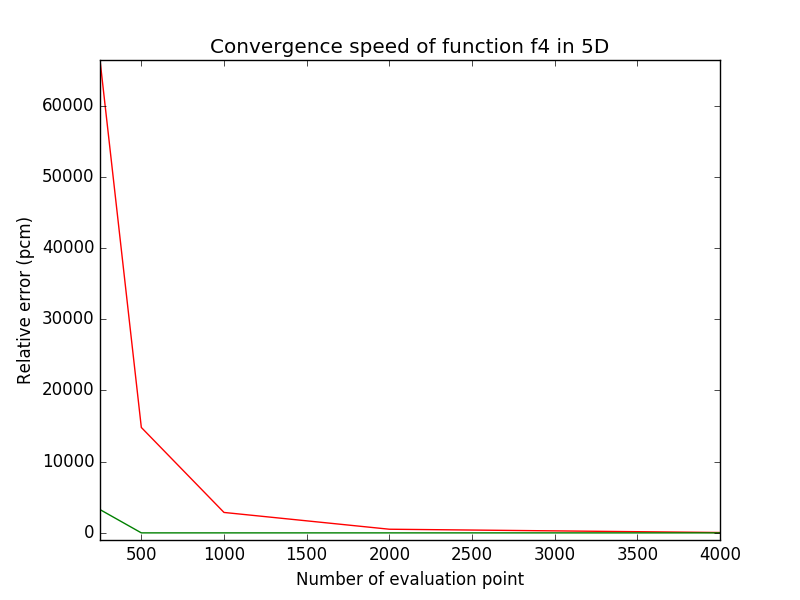 Convergence speed of function f4 in 5D
60000
50000
40000
30000
20000
10000
0
Relative error (pcm)
500 1000 1500 2000 2500 3000 3500 4000
Number of evaluation point